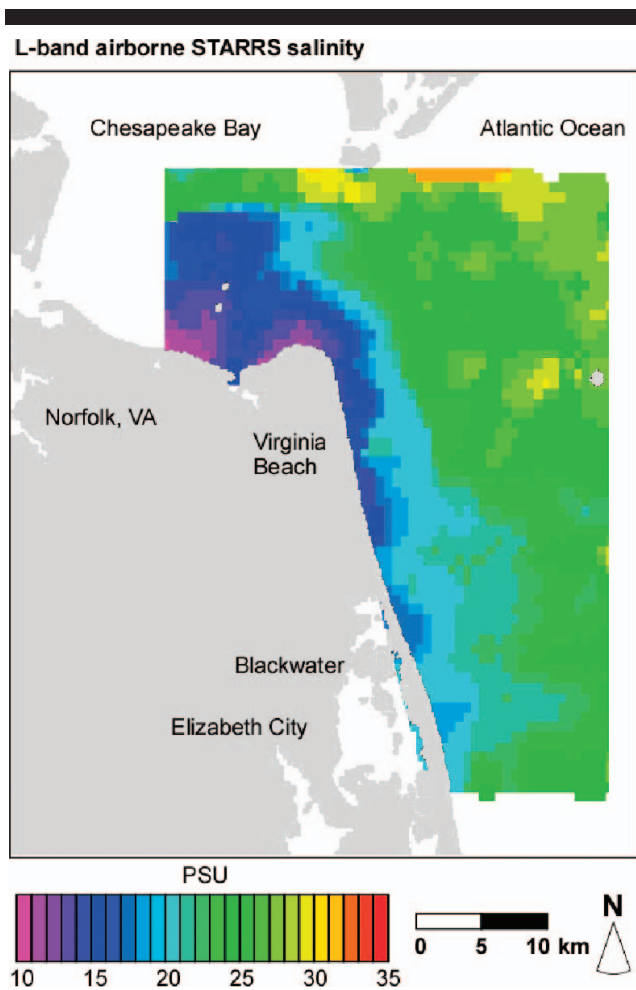 L-band airborne STARRS salinity
Chesapeake Bay
Atlantic Ocean
Norfolk, VA
Virginia
Beach
Blackwater
Elizabeth City
PSU
10 15 20 25 30 35
0 5 10 km
N